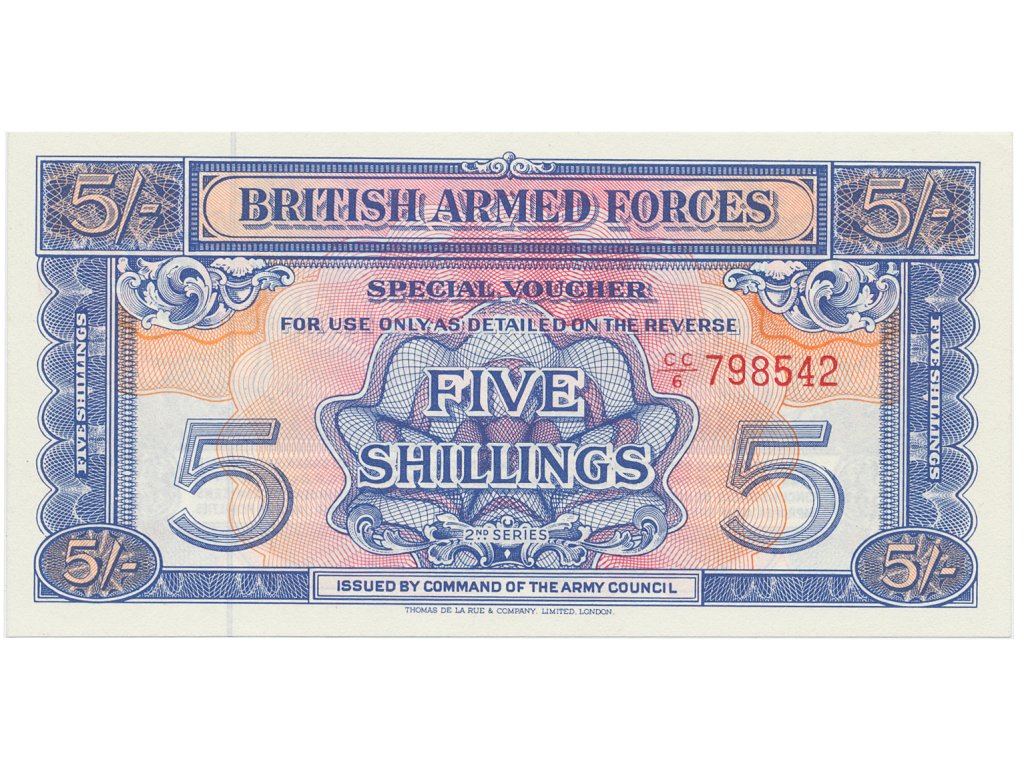 5/-
BRITISH ARMED FORCES
5/-
SPECIAL VOUCHER
FOR USE ONLY AS DETAILED ON THE REVERSE
CC/6 798542
FIVE SHILLINGS
FIVE SHILLINGS
FIVE
SHILLINGS
5
5
2ND SERIES
5/-
5/-
ISSUED BY COMMAND OF THE ARMY COUNCIL
THOMAS DE LA RUE & COMPANY, LIMITED, LONDON.